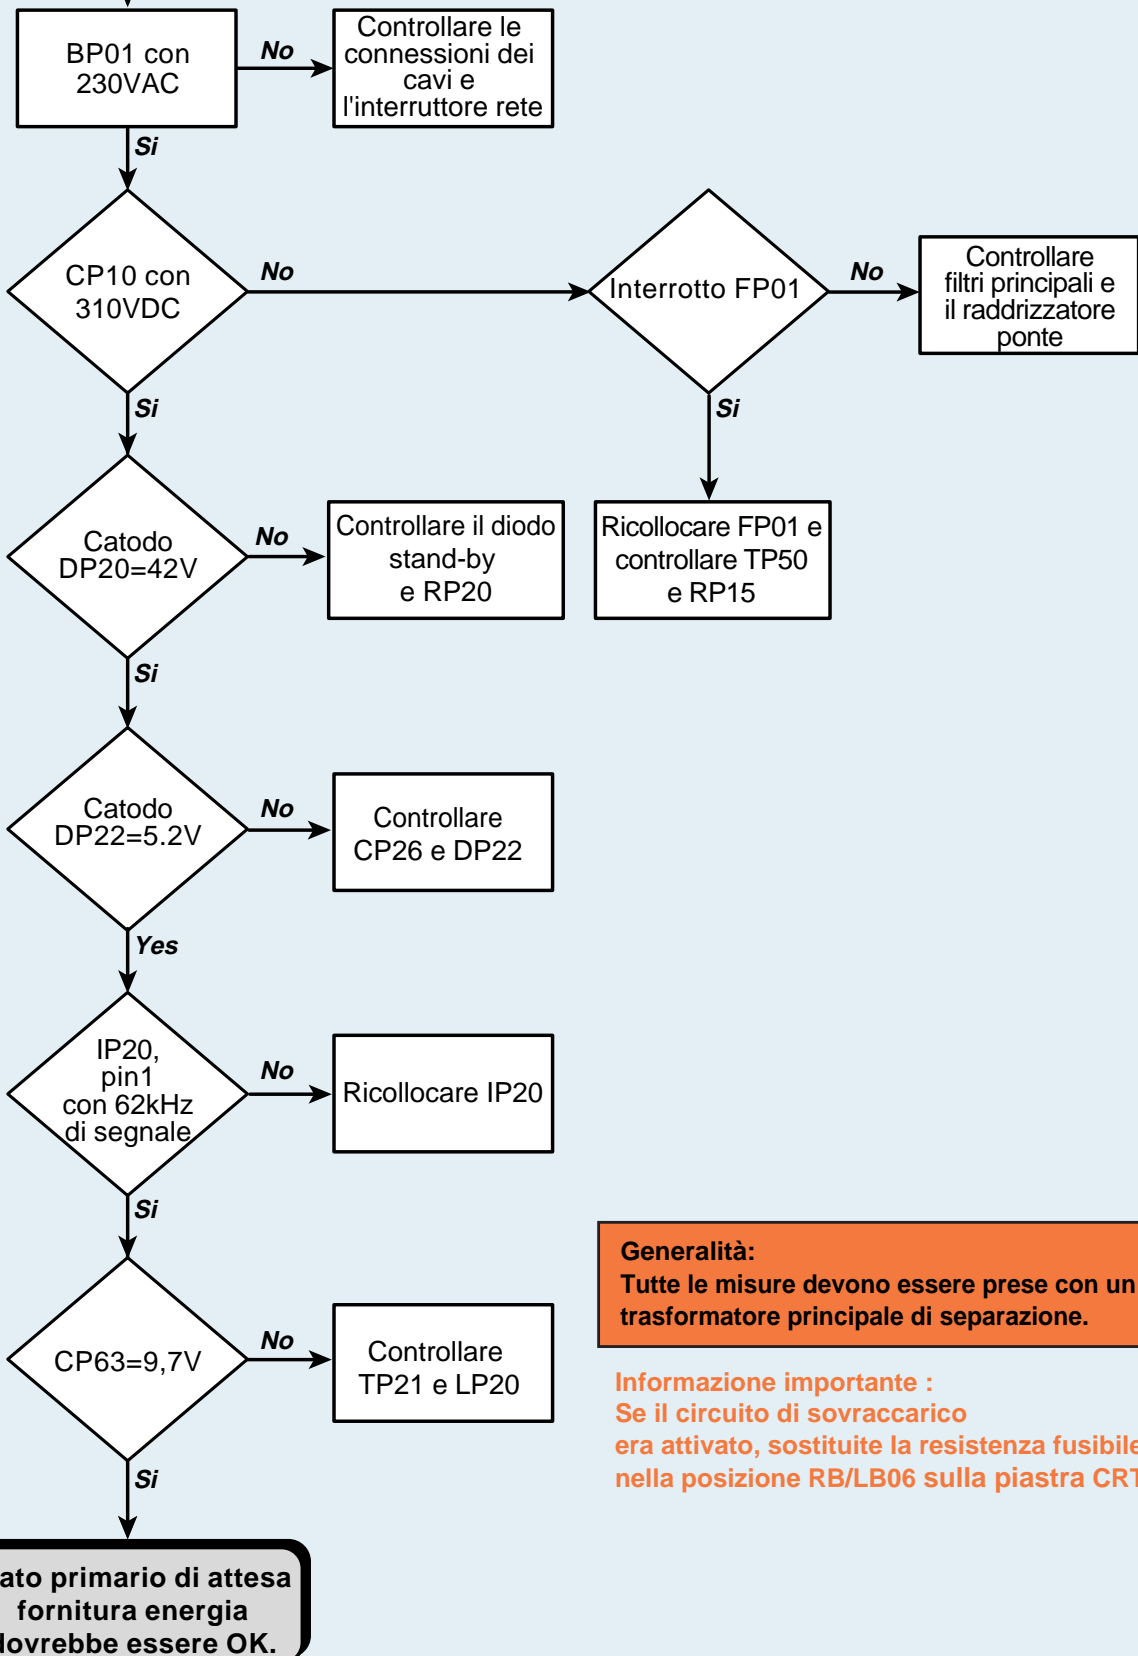 BP01 con
230VAC
No
Controllare le
connessioni dei
cavi e
l'interruttore rete
Si
CP10 con
310VDC
No
Interrotto FP01
No
Controllare
filtri principali e
il raddrizzatore
ponte
Si
Si
Catodo
DP20=42V
No
Controllare il diodo
stand-by
e RP20
Ricollocare FP01 e
controllare TP50
e RP15
Si
Catodo
DP22=5.2V
No
Controllare
CP26 e DP22
Yes
IP20,
pin1
con 62kHz
di segnale
No
Ricollocare IP20
Si
Generalità:
Tutte le misure devono essere prese con un
trasformatore principale di separazione.
CP63=9,7V
No
Controllare
TP21 e LP20
Informazione importante :
Se il circuito di sovraccarico
era attivato, sostituite la resistenza fusibile
nella posizione RB/LB06 sulla piastra CRT
Si
ato primario di attesa
fornitura energia
dovrebbe essere OK.